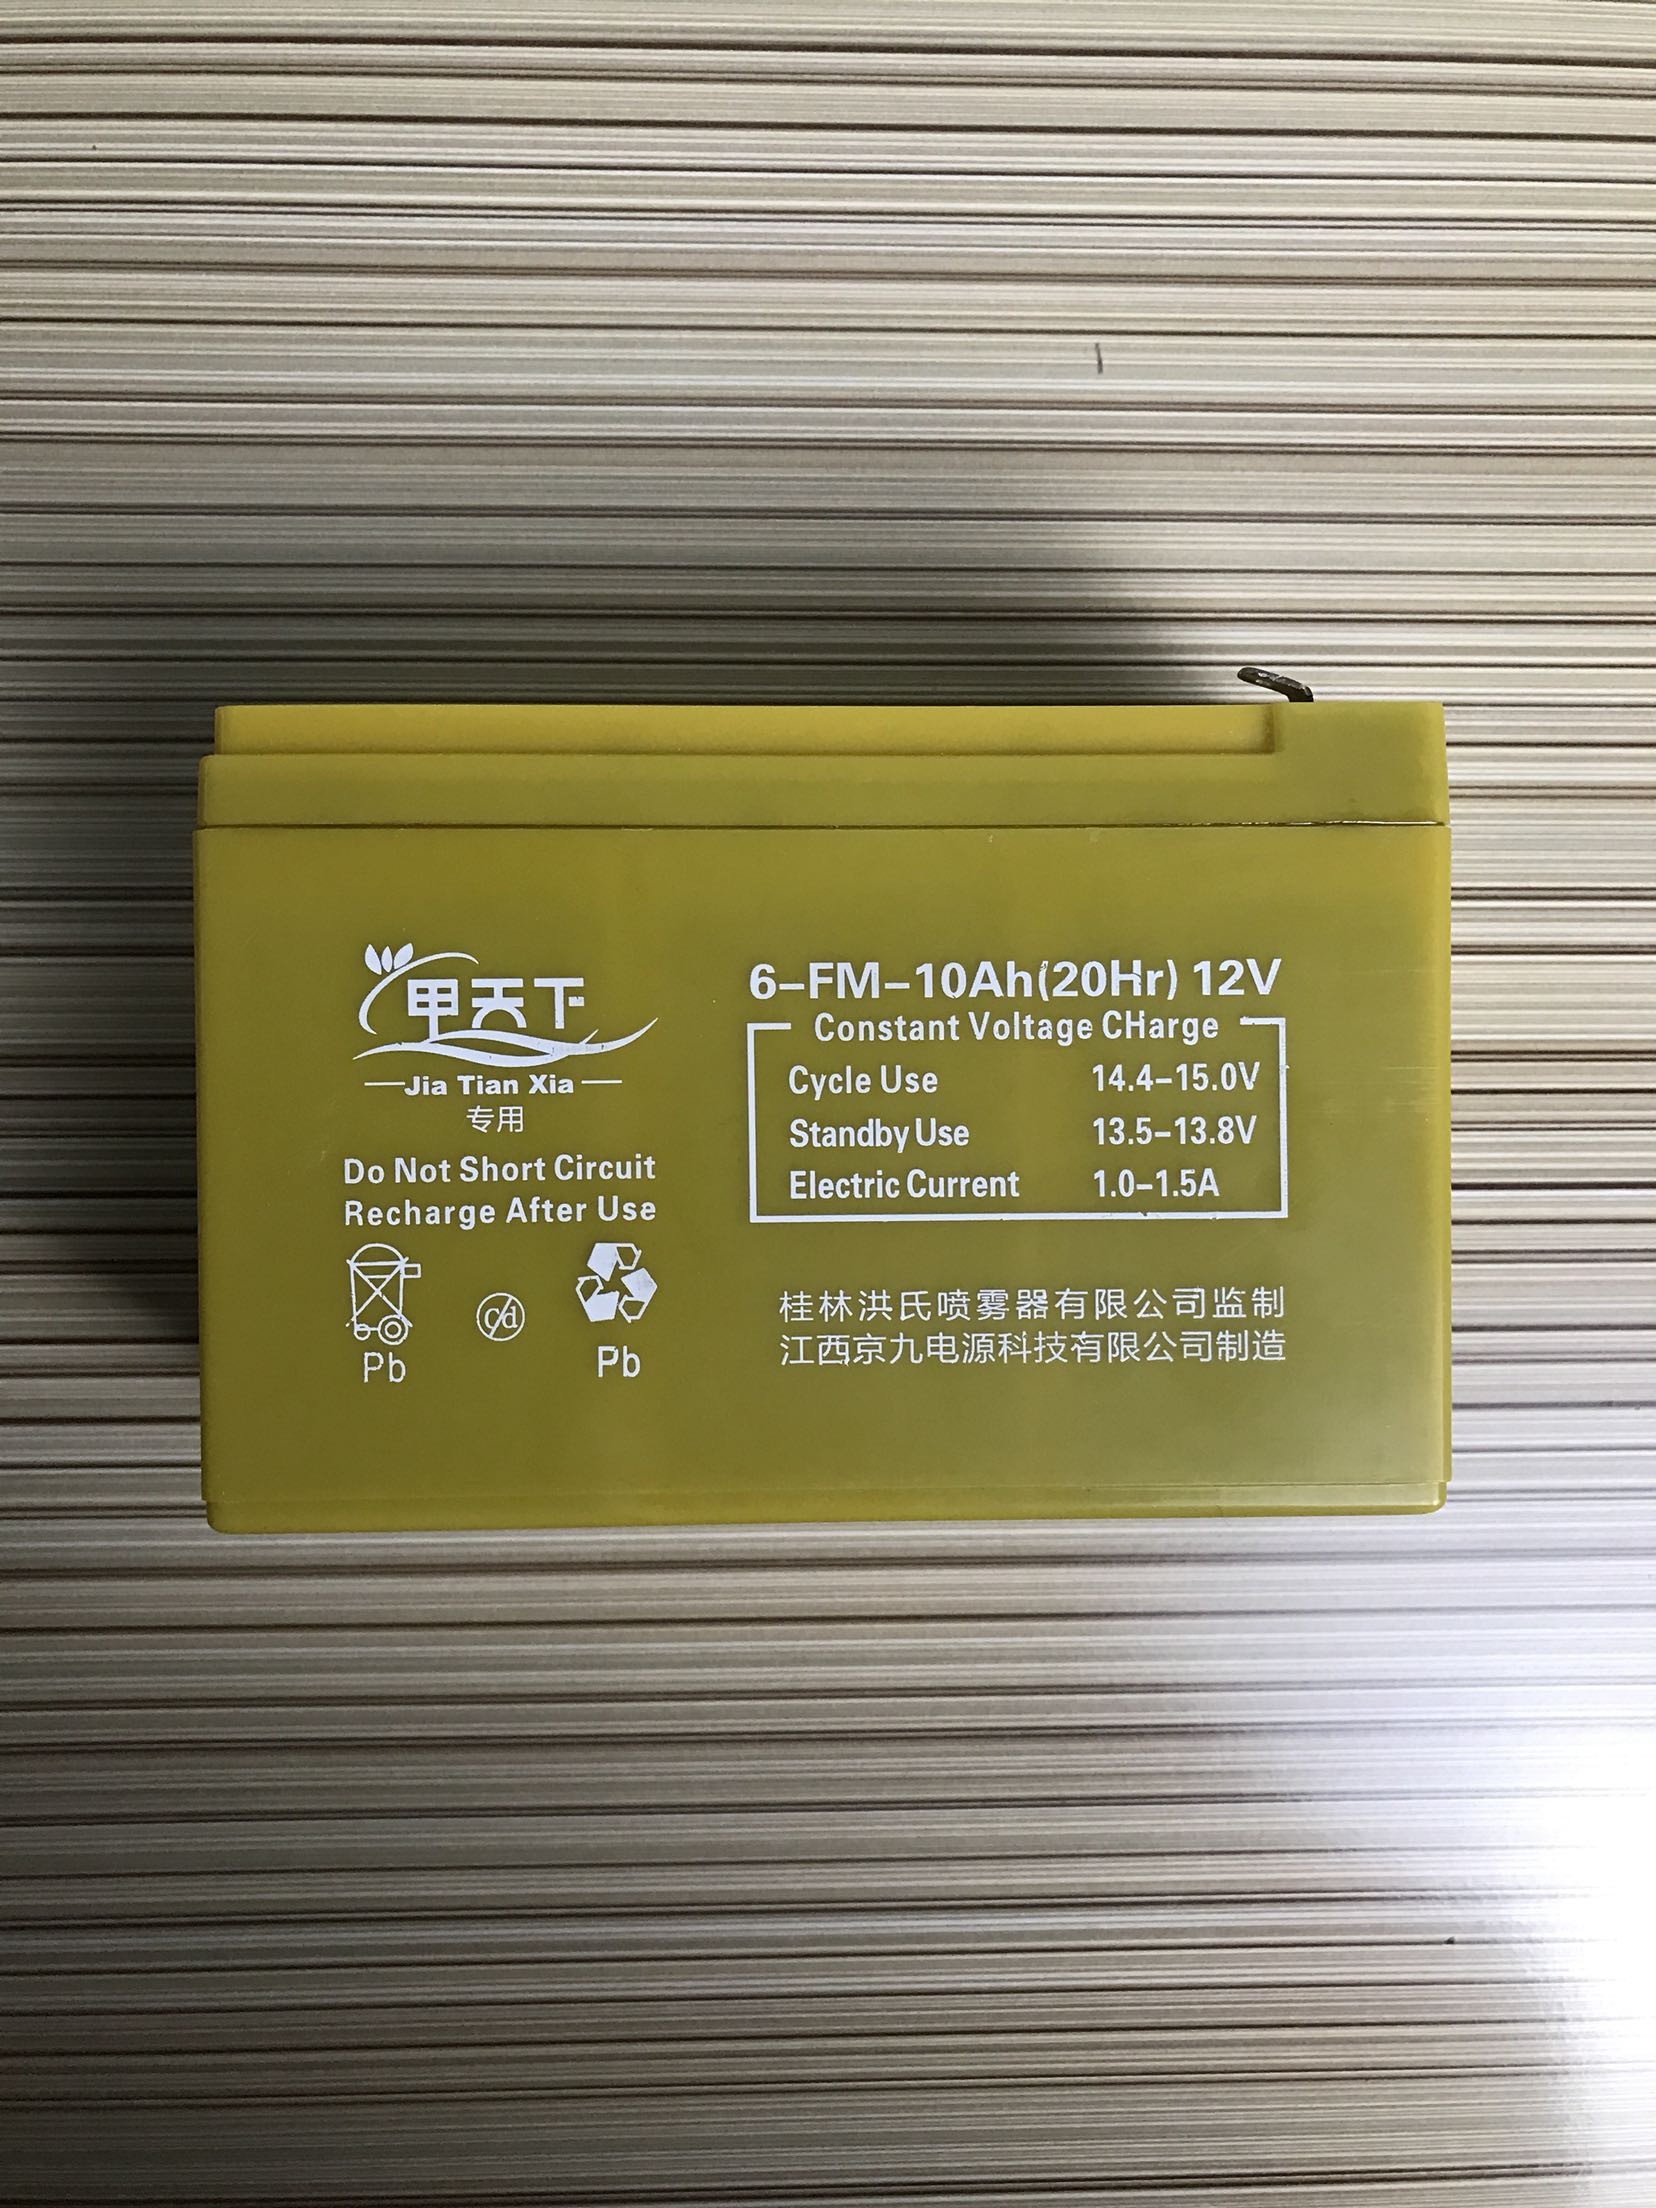 甲天下
Jia Tian Xia
专用
Do Not Short Circuit
Recharge After Use
Cd
Pb
Pb
6-FM-10Ah(20Hr) 12V
Constant Voltage CHarge
Cycle Use 14.4-15.0V
Standby Use 13.5-13.8V
Electric Current 1.0-1.5A
桂林洪氏喷雾器有限公司监制
江西京九电源科技有限公司制造